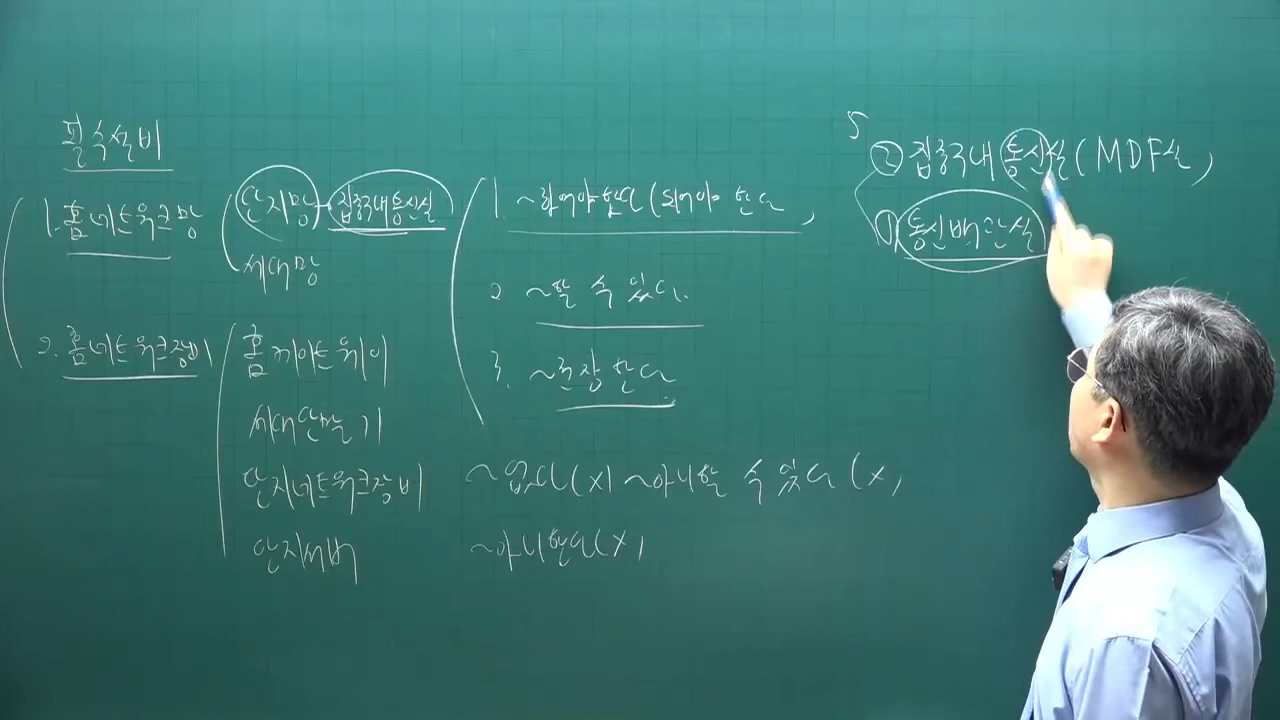 필수설비
1. 홈네트워크망
단지망 - 집중구내통신실
세대망
2. 홈네트워크장비
홈게이트웨이
세대단말기
단지네트워크장비
단지서버
1. ~하여야 한다(되어야 한다)
2. ~할 수 있다.
3. ~권장한다
~없다(X) ~아니할 수 있다(X)
~아니한다(X)
5
② 집중구내통신실(MDF실)
① 통신배관실